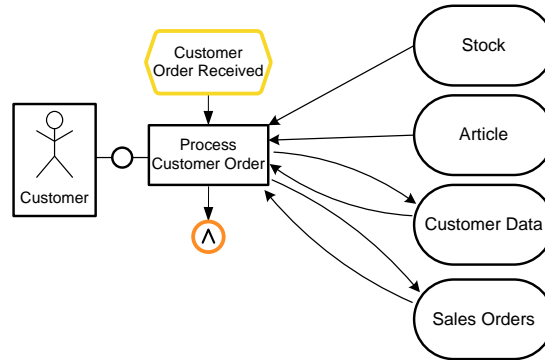 Customer
Order Received
Stock
Process
Customer Order
Article
Customer
Customer Data
Sales Orders